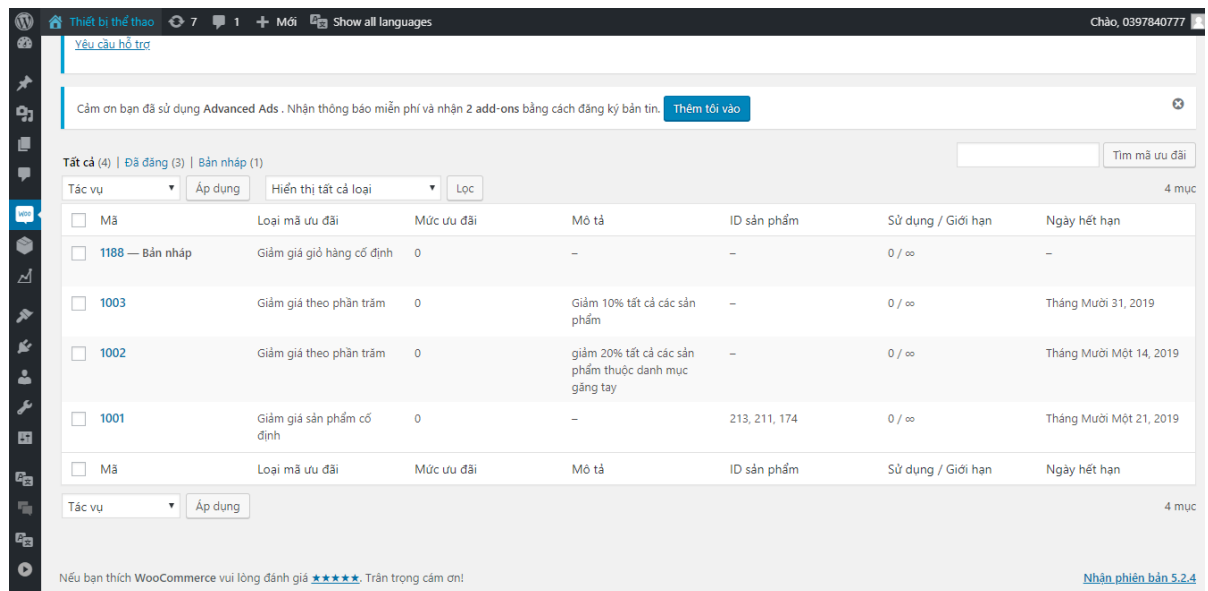 Thiết bị thể thao 7 1 Mới Show all languages Chào, 0397840777
Yêu cầu hỗ trợ
Cảm ơn bạn đã sử dụng Advanced Ads . Nhận thông báo miễn phí và nhận 2 add-ons bằng cách đăng ký bản tin. Thêm tôi vào
Tìm mã ưu đãi
Tất cả (4) | Đã đăng (3) | Bản nháp (1)
Tác vụ Áp dụng Hiển thị tất cả loại Lọc 4 mục
Mã Loại mã ưu đãi Mức ưu đãi Mô tả ID sản phẩm Sử dụng / Giới hạn Ngày hết hạn
1188 — Bản nháp Giảm giá giỏ hàng cố định 0 – – 0 / ∞ –
1003 Giảm giá theo phần trăm 0 Giảm 10% tất cả các sản – 0 / ∞ Tháng Mười 31, 2019
phẩm
1002 Giảm giá theo phần trăm 0 giảm 20% tất cả các sản – 0 / ∞ Tháng Mười Một 14, 2019
phẩm thuộc danh mục
găng tay
1001 Giảm giá sản phẩm cố 0 – 213, 211, 174 0 / ∞ Tháng Mười Một 21, 2019
định
Mã Loại mã ưu đãi Mức ưu đãi Mô tả ID sản phẩm Sử dụng / Giới hạn Ngày hết hạn
Tác vụ Áp dụng 4 mục
Nếu bạn thích WooCommerce vui lòng đánh giá ★★★★★. Trân trọng cám ơn! Nhận phiên bản 5.2.4